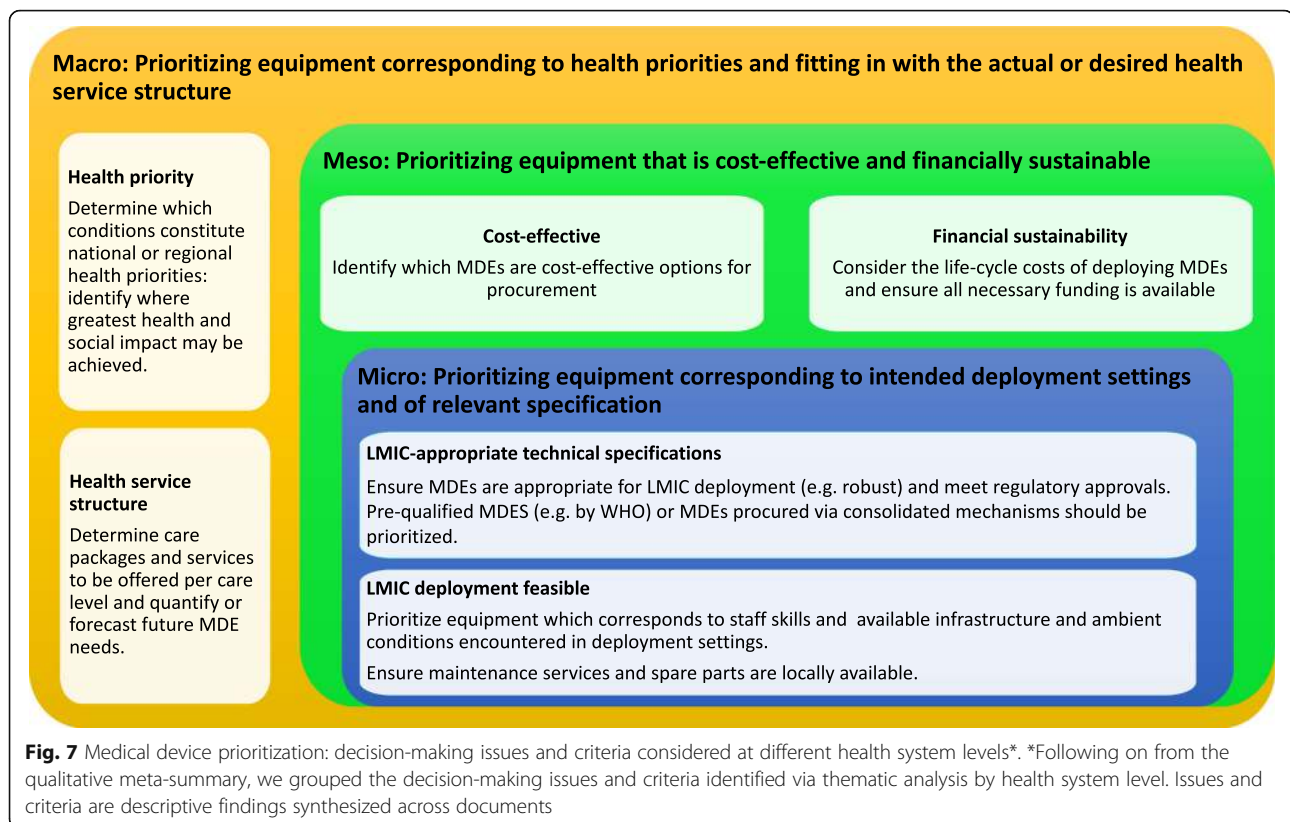 Macro: Prioritizing equipment corresponding to health priorities and fitting in with the actual or desired health
service structure
Health priority
Determine which
conditions constitute
national or regional
health priorities:
identify where
greatest health and
social impact may be
achieved.
Health service
structure
Determine care
packages and services
to be offered per care
level and quantify or
forecast future MDE
needs.
Meso: Prioritizing equipment that is cost-effective and financially sustainable
Cost-effective
Identify which MDEs are cost-effective options for
procurement
Financial sustainability
Consider the life-cycle costs of deploying MDEs
and ensure all necessary funding is available
Micro: Prioritizing equipment corresponding to intended deployment settings
and of relevant specification
LMIC-appropriate technical specifications
Ensure MDEs are appropriate for LMIC deployment (e.g. robust) and meet regulatory approvals.
Pre-qualified MDES (e.g. by WHO) or MDEs procured via consolidated mechanisms should be
prioritized.
LMIC deployment feasible
Prioritize equipment which corresponds to staff skills and available infrastructure and ambient
conditions encountered in deployment settings.
Ensure maintenance services and spare parts are locally available.
Fig. 7 Medical device prioritization: decision-making issues and criteria considered at different health system levels*. *Following on from the
qualitative meta-summary, we grouped the decision-making issues and criteria identified via thematic analysis by health system level. Issues and
criteria are descriptive findings synthesized across documents